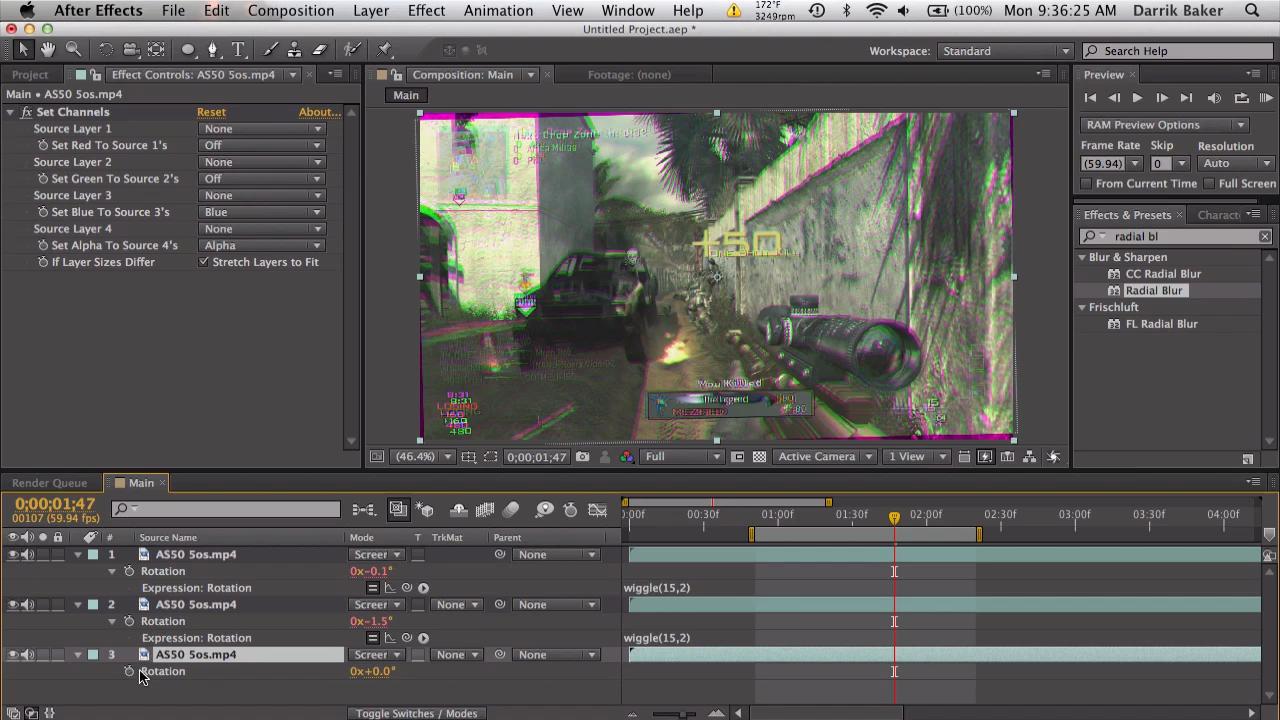 After Effects File Edit Composition Layer Effect Animation View Window Help 172°F 3249rpm (100%) Mon 9:36:25 AM Darrik Baker
Untitled Project.aep *
Workspace: Standard Search Help
Project Effect Controls: AS50 5os.mp4 Composition: Main Footage: (none) Preview
Main • AS50 5os.mp4 Main
fx Set Channels Reset About...
Source Layer 1 None
Set Red To Source 1's Off
Source Layer 2 None
Set Green To Source 2's Off
Source Layer 3 None
Set Blue To Source 3's Blue
Source Layer 4 None
Set Alpha To Source 4's Alpha
If Layer Sizes Differ Stretch Layers to Fit
+50
8:31
8:31
RAM Preview Options
Frame Rate Skip Resolution
(59.94) 0 Auto
From Current Time Full Screen
Effects & Presets Charact
radial bl
Blur & Sharpen
CC Radial Blur
Radial Blur
Frischluft
FL Radial Blur
(46.4%) 0;00;01;47 Full Active Camera 1 View
Render Queue Main
0;00;01;47
00107 (59.94 fps)
:00f 00:30f 01:00f 01:30f 02:00f 02:30f 03:00f 03:30f 04:00f
# Source Name Mode T TrkMat Parent
1 AS50 5os.mp4 Screer None
Rotation 0x-0.1°
Expression: Rotation wiggle(15,2)
2 AS50 5os.mp4 Screer None None
Rotation 0x-1.5°
Expression: Rotation wiggle(15,2)
3 AS50 5os.mp4 Screer None None
Rotation 0x+0.0°
Toggle Switches / Modes